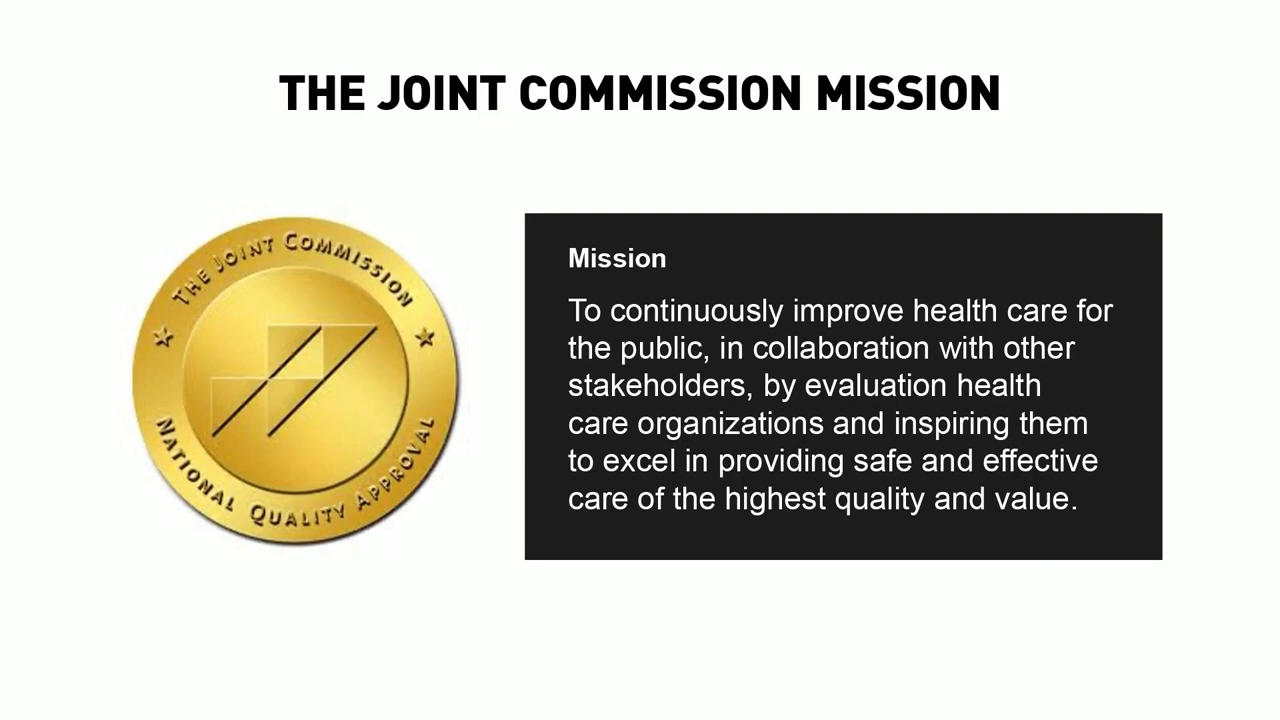 THE JOINT COMMISSION MISSION
THE JOINT COMMISSION
NATIONAL QUALITY APPROVAL
Mission
To continuously improve health care for
the public, in collaboration with other
stakeholders, by evaluation health
care organizations and inspiring them
to excel in providing safe and effective
care of the highest quality and value.